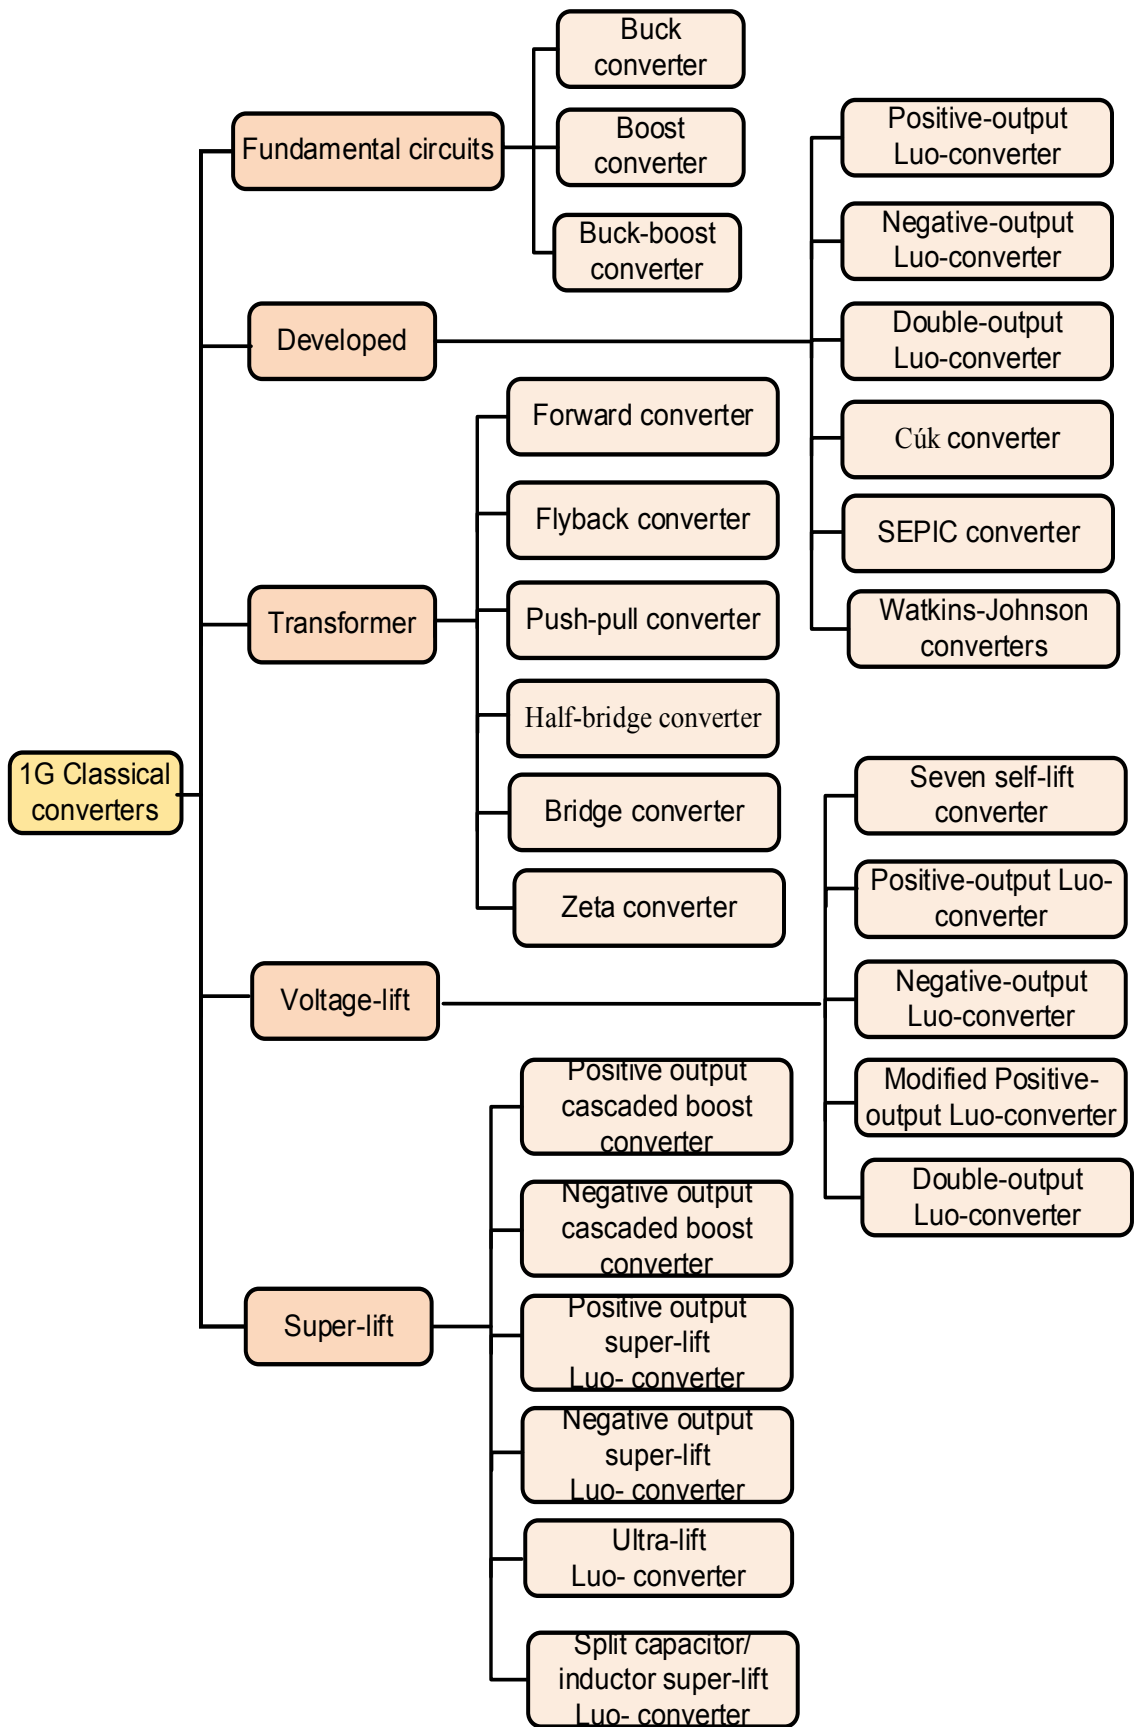 1G Classical
converters
Fundamental circuits
Buck
converter
Boost
converter
Buck-boost
converter
Developed
Positive-output
Luo-converter
Negative-output
Luo-converter
Double-output
Luo-converter
Cúk converter
SEPIC converter
Watkins-Johnson
converters
Transformer
Forward converter
Flyback converter
Push-pull converter
Half-bridge converter
Bridge converter
Zeta converter
Voltage-lift
Seven self-lift
converter
Positive-output Luo-
converter
Negative-output
Luo-converter
Modified Positive-
output Luo-converter
Double-output
Luo-converter
Super-lift
Positive output
cascaded boost
converter
Negative output
cascaded boost
converter
Positive output
super-lift
Luo- converter
Negative output
super-lift
Luo- converter
Ultra-lift
Luo- converter
Split capacitor/
inductor super-lift
Luo- converter